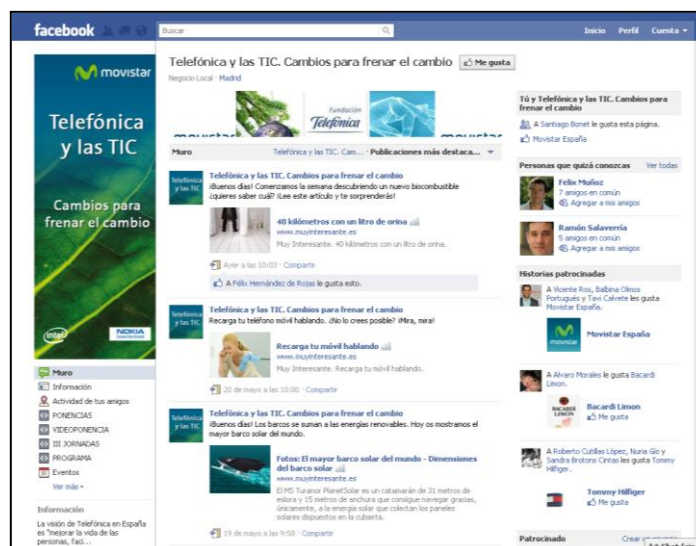 facebook
Buscar
Inicio Perfil Cuenta
movistar
Telefónica
y las TIC
Cambios para
frenar el cambio
intel
NOKIA
Muro
Información
Actividad de tus amigos
PONENCIAS
VIDEOPONENCIA
III JORNADAS
PROGRAMA
Eventos
Ver más
Información
La visión de Telefónica en España
es "mejorar la vida de las
personas, faci...
Telefónica y las TIC. Cambios para frenar el cambio
Me gusta
Negocio Local · Madrid
movistar
Fundación
Telefónica
movistar
Muro
Telefónica y las TIC. Cam... · Publicaciones más destaca...
Telefónica
y las TIC
Telefónica y las TIC. Cambios para frenar el cambio
¡Buenos días! Comenzamos la semana descubriendo un nuevo biocombustible
¿quieres saber cuál? ¡Lee este artículo y te sorprenderás!
40 kilómetros con un litro de orina
www.muyinteresante.es
Muy Interesante. 40 kilómetros con un litro de orina.
Ayer a las 10:03 · Compartir
A Félix Hernández de Rojas le gusta esto.
Telefónica
y las TIC
Telefónica y las TIC. Cambios para frenar el cambio
Recarga tu teléfono móvil hablando. ¿No lo crees posible? ¡Mira, mira!
Recarga tu móvil hablando
www.muyinteresante.es
Muy Interesante. Recarga tu móvil hablando.
20 de mayo a las 10:00 · Compartir
Telefónica
y las TIC
Telefónica y las TIC. Cambios para frenar el cambio
¡Buenos días! Los barcos se suman a las energías renovables. Hoy os mostramos el
mayor barco solar del mundo.
Fotos: El mayor barco solar del mundo - Dimensiones
del barco solar
www.muyinteresante.es
El MS Turanor PlanetSolar es un catamarán de 31 metros de
eslora y 15 metros de anchura que consigue navegar gracias,
únicamente, a la energía solar que colectan los paneles
solares dispuestos en la cubierta.
19 de mayo a las 9:58 · Compartir
Tú y Telefónica y las TIC. Cambios para
frenar el cambio
A Santiago Bonet le gusta esta página.
Movistar España
Personas que quizá conozcas Ver todas
Felix Muñoz
7 amigos en común
Agregar a mis amigos
Ramón Salaverría
5 amigos en común
Agregar a mis amigos
Historias patrocinadas
A Vicente Ros, Balbina Olmos
Portugués y Tavi Calvete les gusta
Movistar España.
movistar
Movistar España
A Alvaro Morales le gusta Bacardi
Limon.
BACARDI
LIMON
Bacardi Limon
Me gusta
A Roberto Cutillas López, Nuria Gio y
Sandra Brotons Cintas les gusta Tommy
Hilfiger.
Tommy Hilfiger
Me gusta
Patrocinado